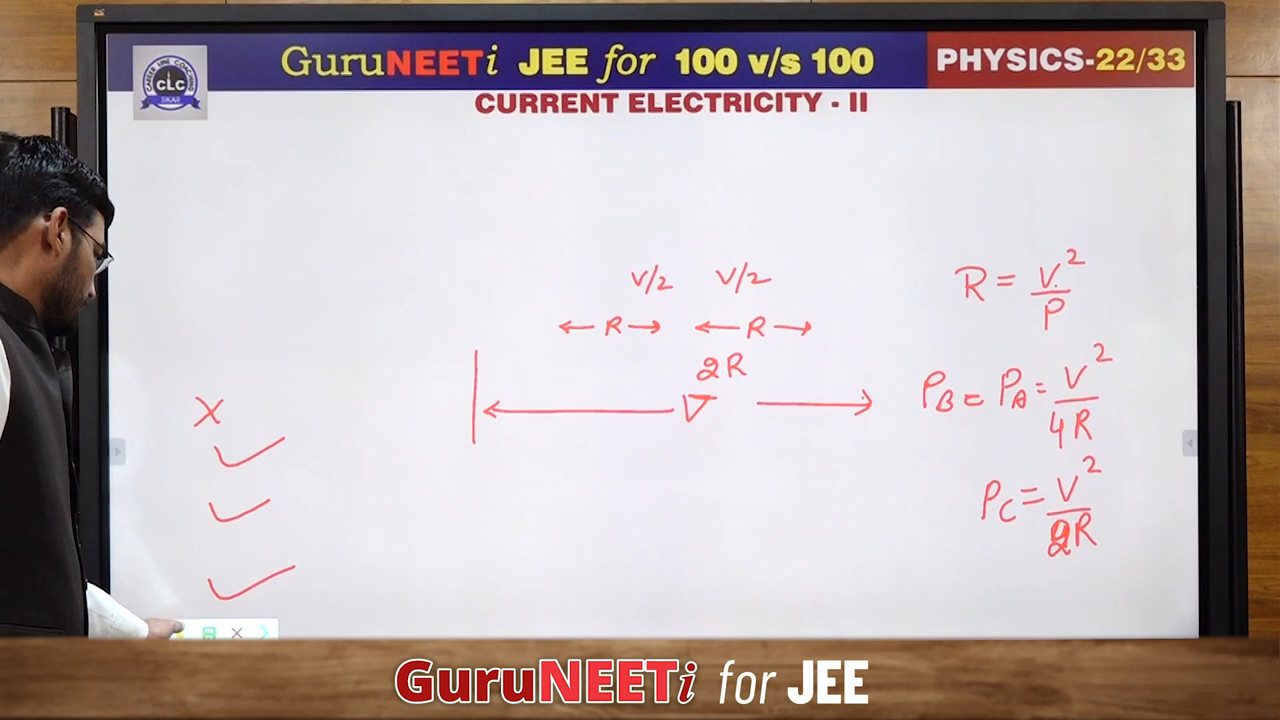 GuruNEETi JEE for 100 v/s 100
PHYSICS-22/33
CAREER LINE COACHING
CLC
SIKAR
CURRENT ELECTRICITY - II
V/2 V/2
← R → ← R →
2R
← V →
R = V²/P
P_B = P_A = V²/4R
P_C = V²/2R
X
✓
✓
✓
GuruNEETi for JEE